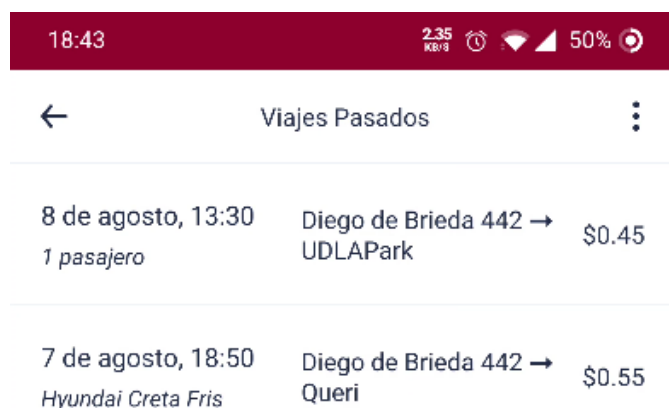 18:43 2.35 KB/S 50%
Viajes Pasados
8 de agosto, 13:30
1 pasajero
Diego de Brieda 442 →
UDLAPark
$0.45
7 de agosto, 18:50
Hyundai Creta Fris
Diego de Brieda 442 →
Queri
$0.55